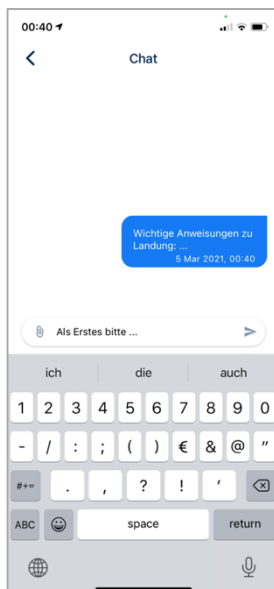 00:40
Chat
Wichtige Anweisungen zu
Landung: ...
5 Mar 2021, 00:40
Als Erstes bitte ...
ich die auch
1 2 3 4 5 6 7 8 9 0
- / : ; ( ) € & @ "
#+= . , ? ! '
ABC space return